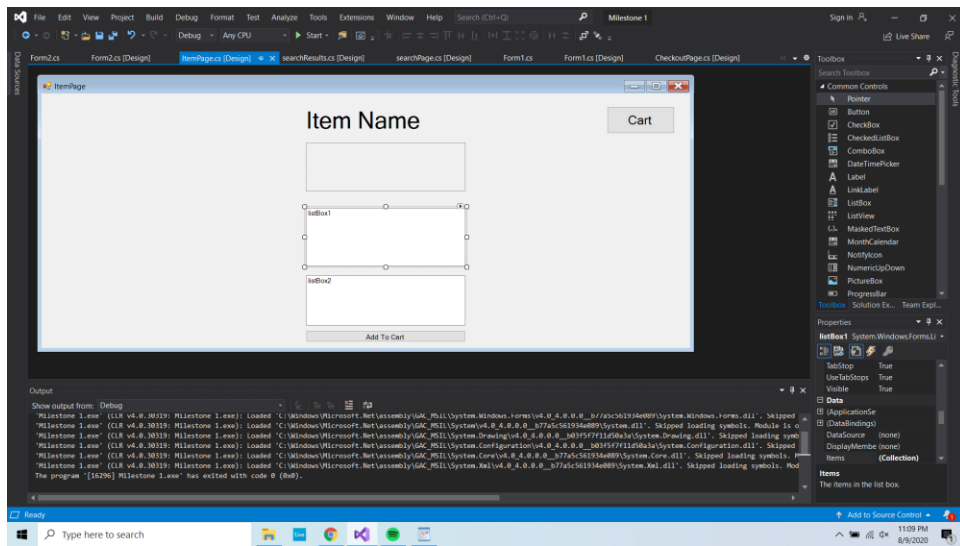 File Edit View Project Build Debug Format Test Analyze Tools Extensions Window Help Search (Ctrl+Q) Milestone 1 Sign in
Debug Any CPU Start Live Share
Form2.cs Form2.cs [Design] ItemPage.cs [Design] searchResults.cs [Design] searchPage.cs [Design] Form1.cs Form1.cs [Design] CheckoutPage.cs [Design]
Data Sources
ItemPage
Item Name
Cart
listBox1
listBox2
Add To Cart
Toolbox
Search Toolbox
Common Controls
Pointer
Button
CheckBox
CheckedListBox
ComboBox
DateTimePicker
Label
LinkLabel
ListBox
ListView
MaskedTextBox
MonthCalendar
NotifyIcon
NumericUpDown
PictureBox
ProgressBar
Toolbox Solution Ex... Team Expl...
Diagnostic Tools
Properties
listBox1 System.Windows.Forms.Li
TabStop True
UseTabStops True
Visible True
Data
(ApplicationSe
(DataBindings)
DataSource (none)
DisplayMembe (none)
Items (Collection)
Items
The items in the list box.
Output
Show output from: Debug
'Milestone 1.exe' (CLR v4.0.30319: Milestone 1.exe): Loaded 'C:\Windows\Microsoft.Net\assembly\GAC_MSIL\System.Windows.Forms\v4.0_4.0.0.0__b77a5c561934e089\System.Windows.Forms.dll'. Skipped
'Milestone 1.exe' (CLR v4.0.30319: Milestone 1.exe): Loaded 'C:\Windows\Microsoft.Net\assembly\GAC_MSIL\System\v4.0_4.0.0.0__b77a5c561934e089\System.dll'. Skipped loading symbols. Module is o
'Milestone 1.exe' (CLR v4.0.30319: Milestone 1.exe): Loaded 'C:\Windows\Microsoft.Net\assembly\GAC_MSIL\System.Drawing\v4.0_4.0.0.0__b03f5f7f11d50a3a\System.Drawing.dll'. Skipped loading symb
'Milestone 1.exe' (CLR v4.0.30319: Milestone 1.exe): Loaded 'C:\Windows\Microsoft.Net\assembly\GAC_MSIL\System.Configuration\v4.0_4.0.0.0__b03f5f7f11d50a3a\System.Configuration.dll'. Skipped
'Milestone 1.exe' (CLR v4.0.30319: Milestone 1.exe): Loaded 'C:\Windows\Microsoft.Net\assembly\GAC_MSIL\System.Core\v4.0_4.0.0.0__b77a5c561934e089\System.Core.dll'. Skipped loading symbols. M
'Milestone 1.exe' (CLR v4.0.30319: Milestone 1.exe): Loaded 'C:\Windows\Microsoft.Net\assembly\GAC_MSIL\System.Xml\v4.0_4.0.0.0__b77a5c561934e089\System.Xml.dll'. Skipped loading symbols. Mod
The program '[16296] Milestone 1.exe' has exited with code 0 (0x0).
Ready Add to Source Control
Type here to search
11:09 PM
8/9/2020